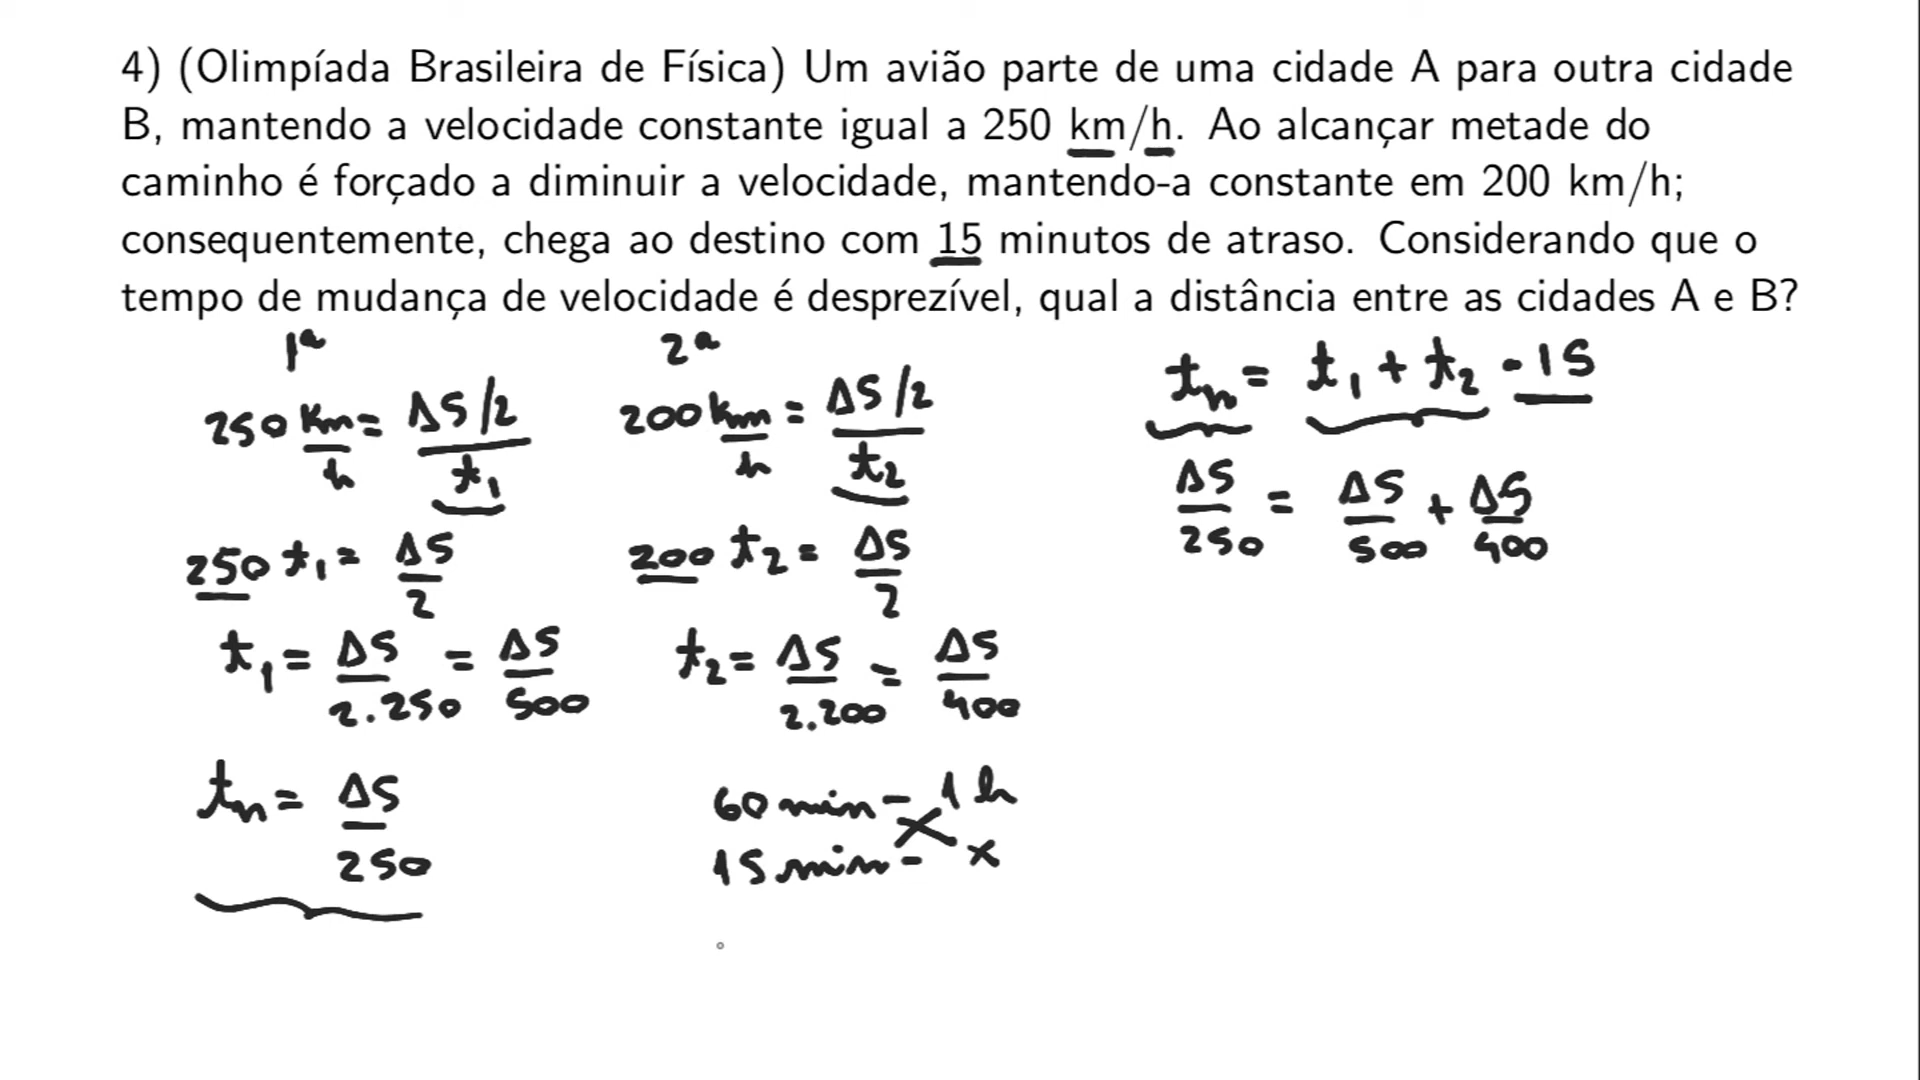 4) (Olimpíada Brasileira de Física) Um avião parte de uma cidade A para outra cidade
B, mantendo a velocidade constante igual a 250 km/h. Ao alcançar metade do
caminho é forçado a diminuir a velocidade, mantendo-a constante em 200 km/h;
consequentemente, chega ao destino com 15 minutos de atraso. Considerando que o
tempo de mudança de velocidade é desprezível, qual a distância entre as cidades A e B?
1ª
250 km/h = ΔS/2 / t₁
250 t₁ = ΔS/2
t₁ = ΔS/2.250 = ΔS/500
tₙ = ΔS/250
2ª
200 km/h = ΔS/2 / t₂
200 t₂ = ΔS/2
t₂ = ΔS/2.200 = ΔS/400
60 min - 1 h
15 min - x
tₙ = t₁ + t₂ - 15
ΔS/250 = ΔS/500 + ΔS/400